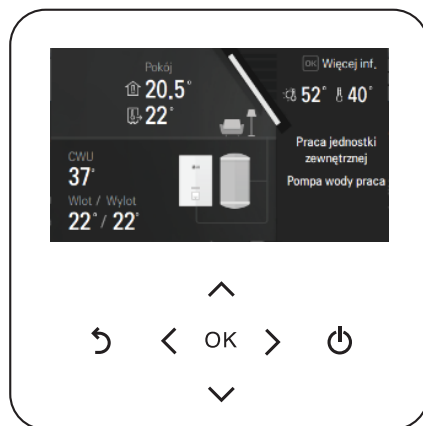 Pokój
20.5°
22°
OK Więcej inf.
52° 40°
Praca jednostki
zewnętrznej
Pompa wody praca
CWU
37°
Wlot / Wylot
22° / 22°
OK